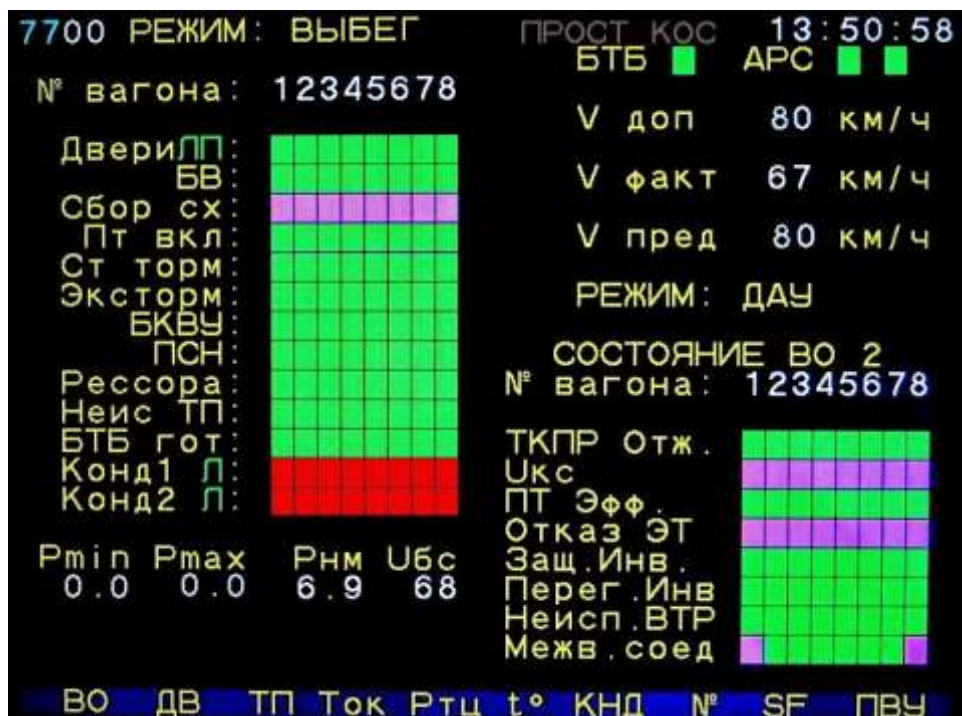 7700 РЕЖИМ: ВЫБЕГ
ПРОСТ КОС 13:50:58
БТБ АРС
№ вагона: 12345678
ДвериЛП:
БВ:
Сбор сх:
Пт вкл:
Ст торм:
Эксторм:
БКВУ:
ПСН:
Рессора:
Неис ТП:
БТБ гот:
Конд1 Л:
Конд2 Л:
Pmin Pmax Рнм Uбс
0.0 0.0 6.9 68
V доп 80 км/ч
V факт 67 км/ч
V пред 80 км/ч
РЕЖИМ: ДАУ
СОСТОЯНИЕ ВО 2
№ вагона: 12345678
ТКПР Отж.
Uкс
ПТ Эфф.
Отказ ЭТ
Защ.Инв.
Перег.Инв
Неисп.ВТР
Межв.соед
ВО ДВ ТП Ток Ртц t° КНД № SF ПВУ